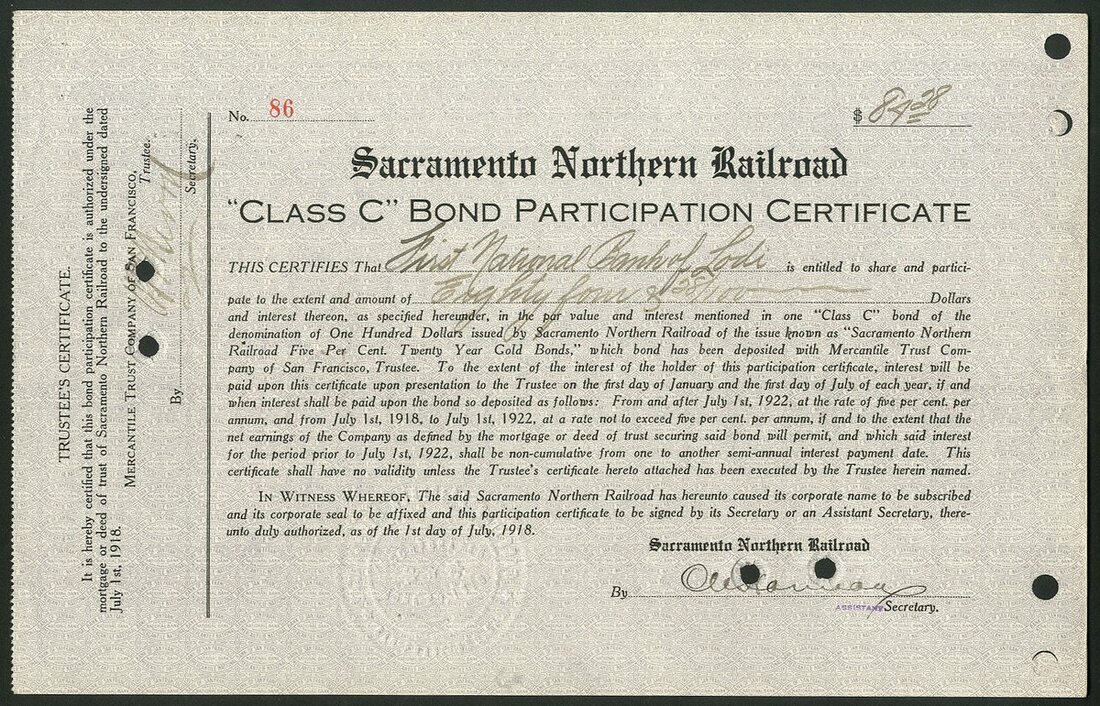 No. 86
$ 84 38
Sacramento Northern Railroad
"CLASS C" BOND PARTICIPATION CERTIFICATE
THIS CERTIFIES That First National Bank of Lodi is entitled to share and partici-
pate to the extent and amount of Eighty four & 38/100 Dollars
and interest thereon, as specified hereunder, in the par value and interest mentioned in one "Class C" bond of the
denomination of One Hundred Dollars issued by Sacramento Northern Railroad of the issue known as "Sacramento Northern
Railroad Five Per Cent. Twenty Year Gold Bonds," which bond has been deposited with Mercantile Trust Com-
pany of San Francisco, Trustee. To the extent of the interest of the holder of this participation certificate, interest will be
paid upon this certificate upon presentation to the Trustee on the first day of January and the first day of July of each year, if and
when interest shall be paid upon the bond so deposited as follows: From and after July 1st, 1922, at the rate of five per cent. per
annum, and from July 1st, 1918, to July 1st, 1922, at a rate not to exceed five per cent. per annum, if and to the extent that the
net earnings of the Company as defined by the mortgage or deed of trust securing said bond will permit, and which said interest
for the period prior to July 1st, 1922, shall be non-cumulative from one to another semi-annual interest payment date. This
certificate shall have no validity unless the Trustee's certificate hereto attached has been executed by the Trustee herein named.
IN WITNESS WHEREOF, The said Sacramento Northern Railroad has hereunto caused its corporate name to be subscribed
and its corporate seal to be affixed and this participation certificate to be signed by its Secretary or an Assistant Secretary, there-
unto duly authorized, as of the 1st day of July, 1918.
Sacramento Northern Railroad
By
ASSISTANT Secretary.
TRUSTEE'S CERTIFICATE.
It is hereby certified that this bond participation certificate is authorized under the
mortgage or deed of trust of Sacramento Northern Railroad to the undersigned dated
July 1st, 1918.
MERCANTILE TRUST COMPANY OF SAN FRANCISCO,
Trustee.
By
Secretary.